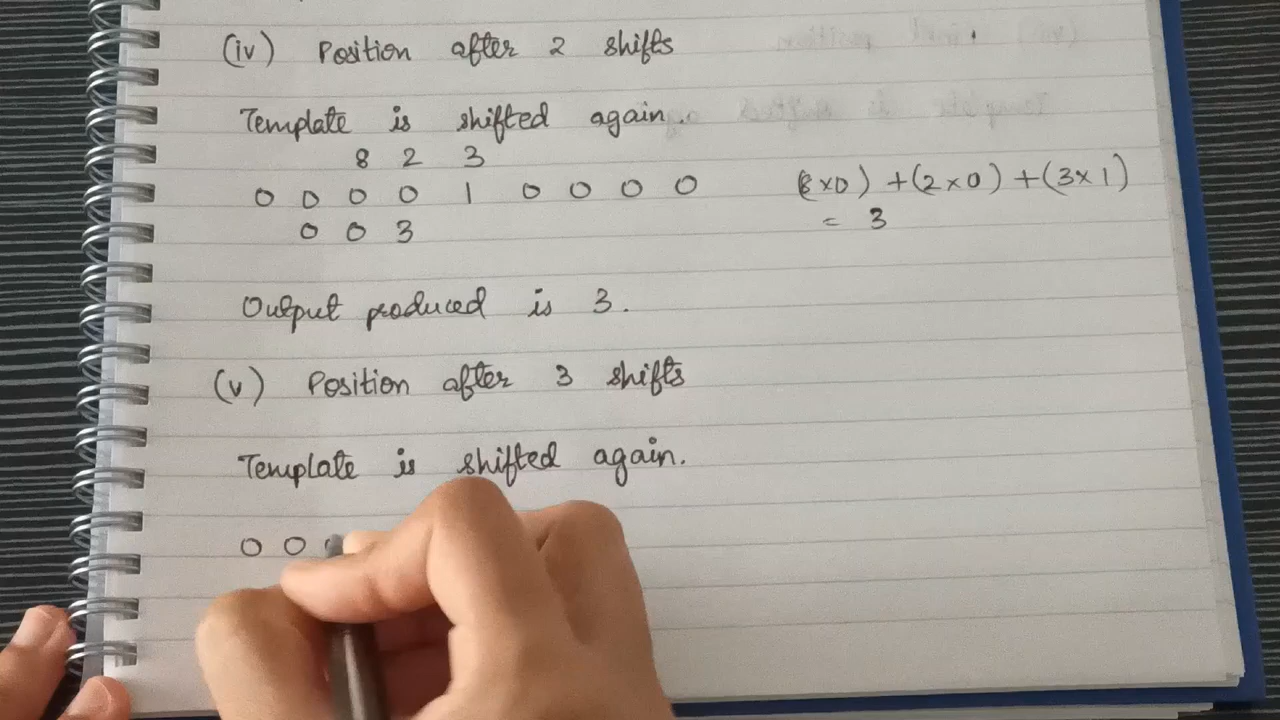 (iv) Position after 2 shifts
Template is shifted again.
8 2 3
0 0 0 0 1 0 0 0 0 (8×0) + (2×0) + (3×1)
0 0 3 = 3
Output produced is 3.
(v) Position after 3 shifts
Template is shifted again.
0 0